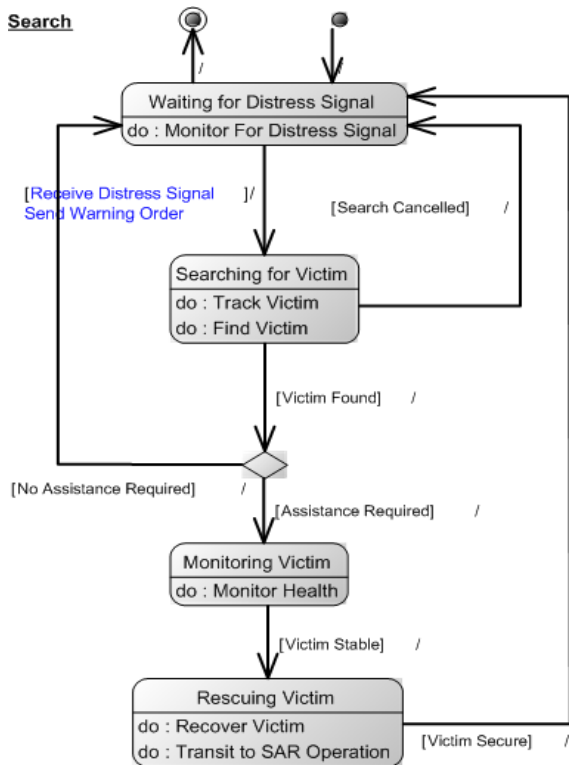 Search
/
/
Waiting for Distress Signal
do : Monitor For Distress Signal
[Receive Distress Signal ]/
Send Warning Order
[Search Cancelled] /
Searching for Victim
do : Track Victim
do : Find Victim
[Victim Found] /
[No Assistance Required] /
[Assistance Required] /
Monitoring Victim
do : Monitor Health
[Victim Stable] /
Rescuing Victim
do : Recover Victim
do : Transit to SAR Operation
[Victim Secure] /